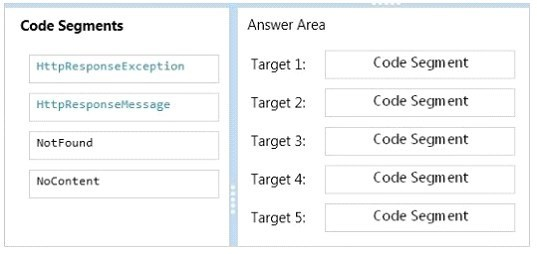 Code Segments
HttpResponseException
HttpResponseMessage
NotFound
NoContent
Answer Area
Target 1: Code Segment
Target 2: Code Segment
Target 3: Code Segment
Target 4: Code Segment
Target 5: Code Segment